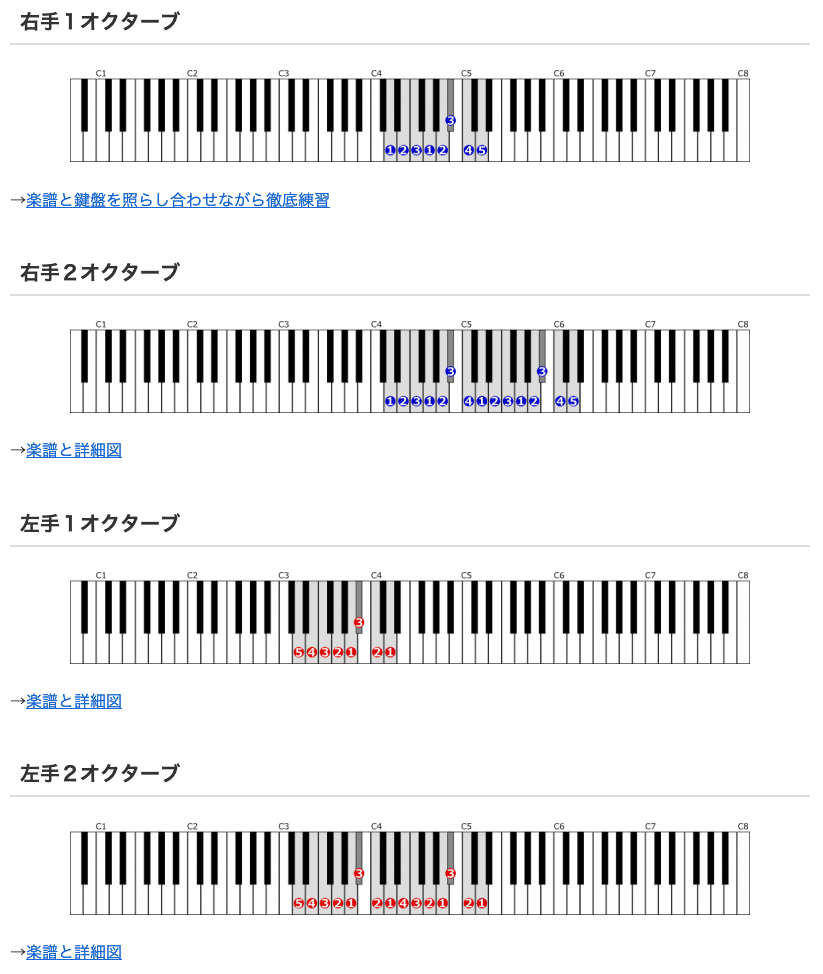 右手１オクターブ
C1 C2 C3 C4 C5 C6 C7 C8
3
1 2 3 1 2 4 5
→楽譜と鍵盤を照らし合わせながら徹底練習
右手２オクターブ
C1 C2 C3 C4 C5 C6 C7 C8
3 3
1 2 3 1 2 4 1 2 3 1 2 4 5
→楽譜と詳細図
左手１オクターブ
C1 C2 C3 C4 C5 C6 C7 C8
3
5 4 3 2 1 2 1
→楽譜と詳細図
左手２オクターブ
C1 C2 C3 C4 C5 C6 C7 C8
3 3
5 4 3 2 1 2 1 4 3 2 1 2 1
→楽譜と詳細図